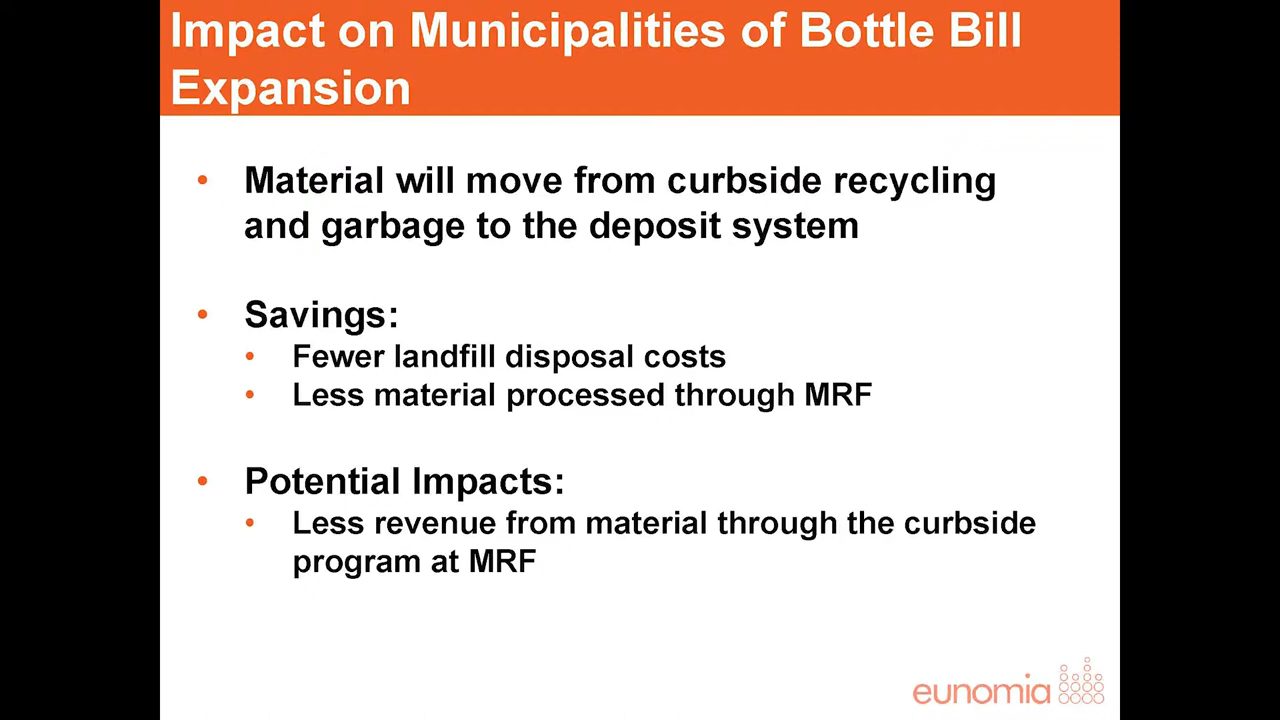 Impact on Municipalities of Bottle Bill
Expansion
• Material will move from curbside recycling
and garbage to the deposit system
• Savings:
• Fewer landfill disposal costs
• Less material processed through MRF
• Potential Impacts:
• Less revenue from material through the curbside
program at MRF
eunomia